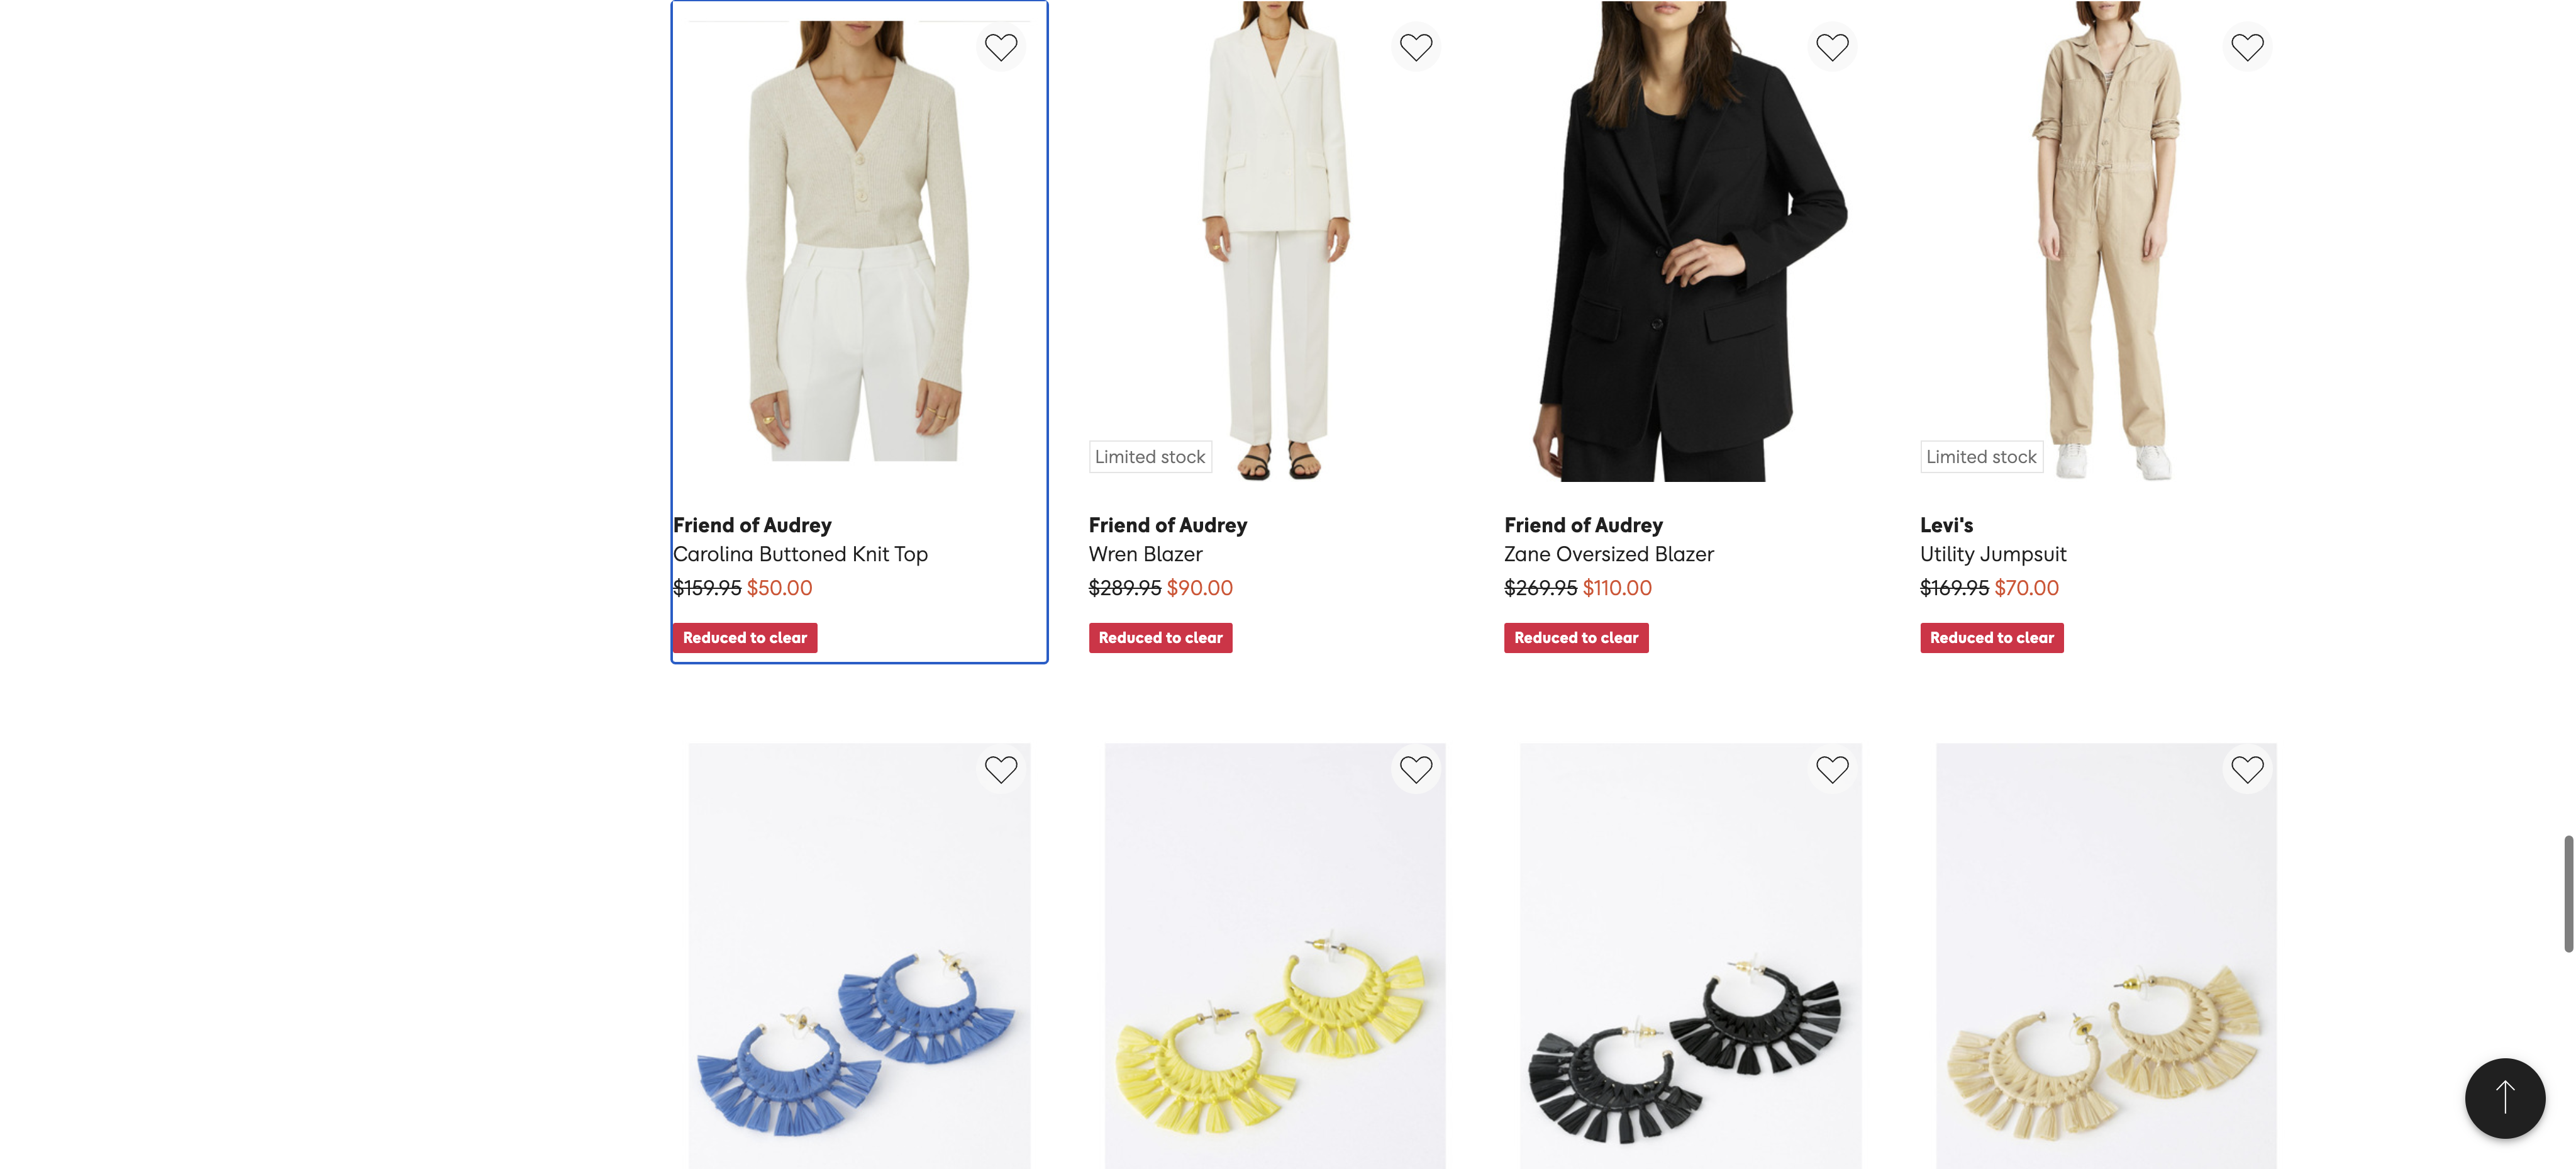 Limited stock
Limited stock
Friend of Audrey
Carolina Buttoned Knit Top
$159.95 $50.00
Reduced to clear
Friend of Audrey
Wren Blazer
$289.95 $90.00
Reduced to clear
Friend of Audrey
Zane Oversized Blazer
$269.95 $110.00
Reduced to clear
Levi's
Utility Jumpsuit
$169.95 $70.00
Reduced to clear